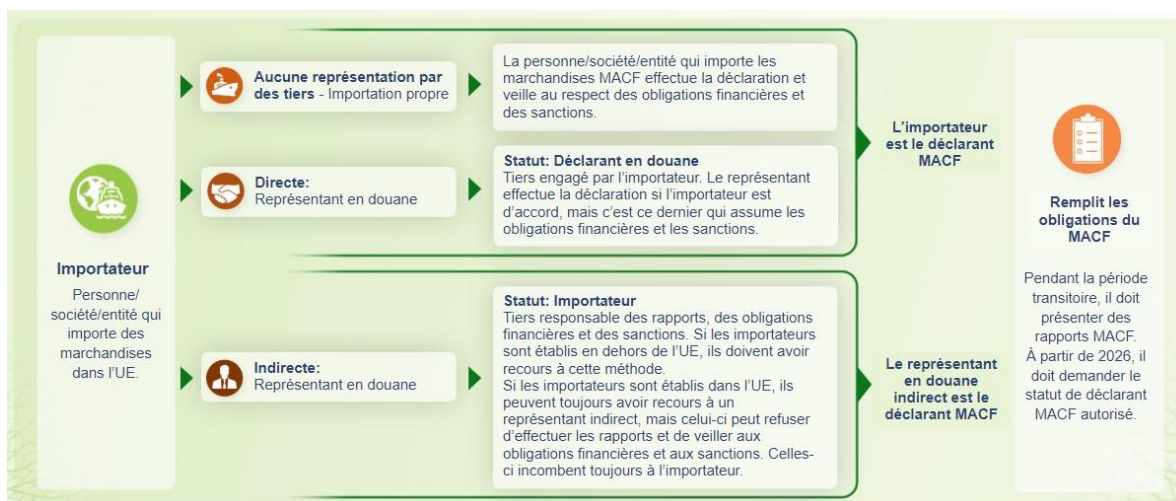 Importateur
Personne/
société/entité qui
importe des
marchandises
dans l’UE.
Aucune représentation par
des tiers - Importation propre
La personne/société/entité qui importe les
marchandises MACF effectue la déclaration et
veille au respect des obligations financières et
des sanctions.
Directe:
Représentant en douane
Statut: Déclarant en douane
Tiers engagé par l’importateur. Le représentant
effectue la déclaration si l’importateur est
d’accord, mais c’est ce dernier qui assume les
obligations financières et les sanctions.
L’importateur
est le déclarant
MACF
Indirecte:
Représentant en douane
Statut: Importateur
Tiers responsable des rapports, des obligations
financières et des sanctions. Si les importateurs
sont établis en dehors de l’UE, ils doivent avoir
recours à cette méthode.
Si les importateurs sont établis dans l’UE, ils
peuvent toujours avoir recours à un
représentant indirect, mais celui-ci peut refuser
d’effectuer les rapports et de veiller aux
obligations financières et aux sanctions. Celles-
ci incombent toujours à l’importateur.
Le représentant
en douane
indirect est le
déclarant MACF
Remplit les
obligations du
MACF
Pendant la période
transitoire, il doit
présenter des
rapports MACF.
À partir de 2026, il
doit demander le
statut de déclarant
MACF autorisé.